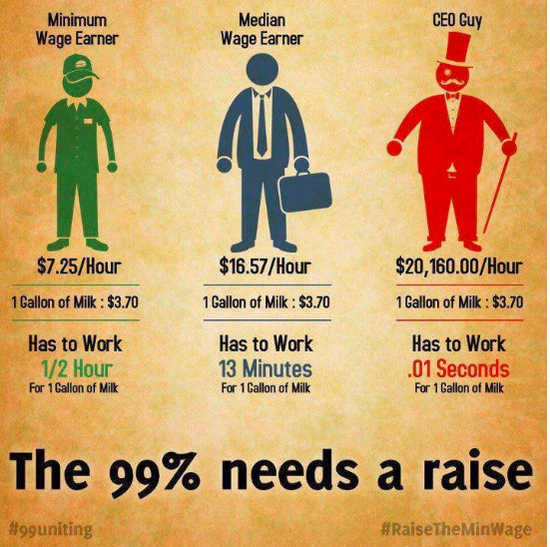 Minimum
Wage Earner
Median
Wage Earner
CEO Guy
$7.25/Hour
$16.57/Hour
$20,160.00/Hour
1 Gallon of Milk : $3.70
1 Gallon of Milk : $3.70
1 Gallon of Milk : $3.70
Has to Work
1/2 Hour
For 1 Gallon of Milk
Has to Work
13 Minutes
For 1 Gallon of Milk
Has to Work
.01 Seconds
For 1 Gallon of Milk
The 99% needs a raise
#99uniting
#RaiseTheMinWage